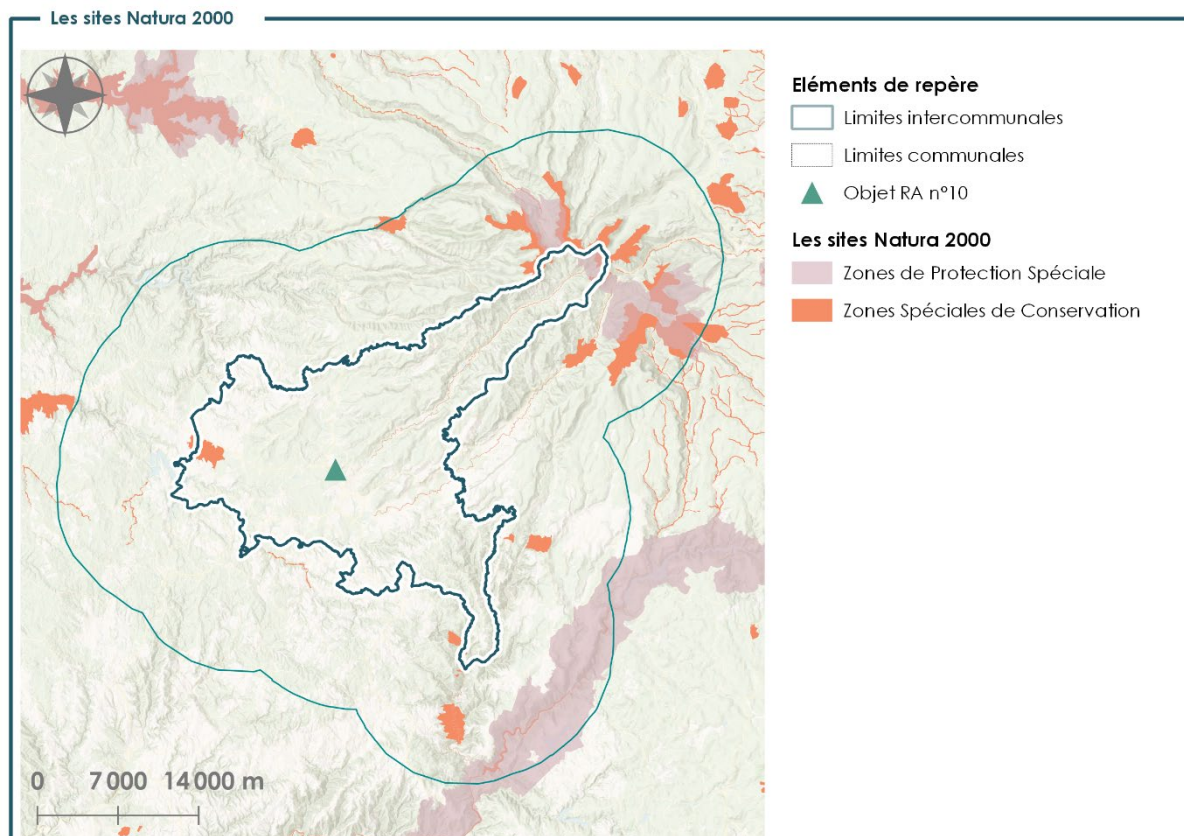 Les sites Natura 2000
Eléments de repère
Limites intercommunales
Limites communales
Objet RA n°10
Les sites Natura 2000
Zones de Protection Spéciale
Zones Spéciales de Conservation
0 7 000 14 000 m